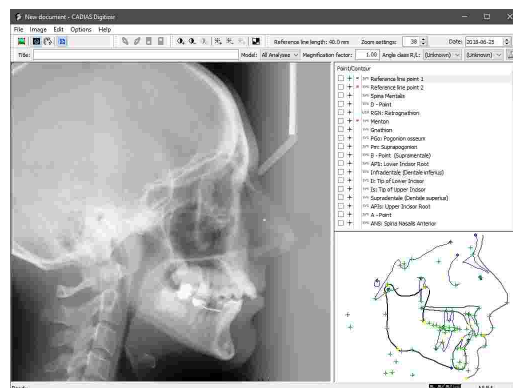 New document - CADIAS Digitizer
File Image Edit Options Help
Reference line length: 40.0 mm Zoom settings: 38 Date: 2018-06-25
Title: Model: All Analyses Magnification factor: 1.00 Angle class R/L: (Unknown) (Unknown)
Point/Contour
Reference line point 1
Reference line point 2
Spina Mentalis
D - Point
RGN: Retrognathion
Menton
Gnathion
PGo: Pogonion osseum
Pm: Suprapogonion
B - Point (Supramentale)
APIi: Lower Incisor Root
Infradentale (Dentale inferius)
Ii: Tip of Lower Incisor
Is: Tip of Upper Incisor
Supradentale (Dentale superius)
APIs: Upper Incisor Root
A - Point
ANS: Spina Nasalis Anterior